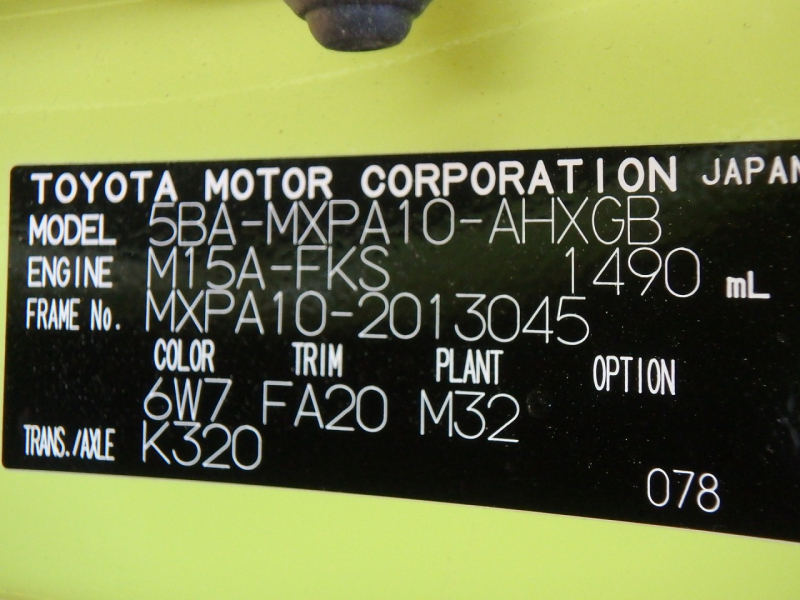 TOYOTA MOTOR CORPORATION JAPAN
MODEL 5BA-MXPA10-AHXGB
ENGINE M15A-FKS 1490 mL
FRAME No. MXPA10-2013045
COLOR TRIM PLANT OPTION
6W7 FA20 M32
TRANS./AXLE K320
078